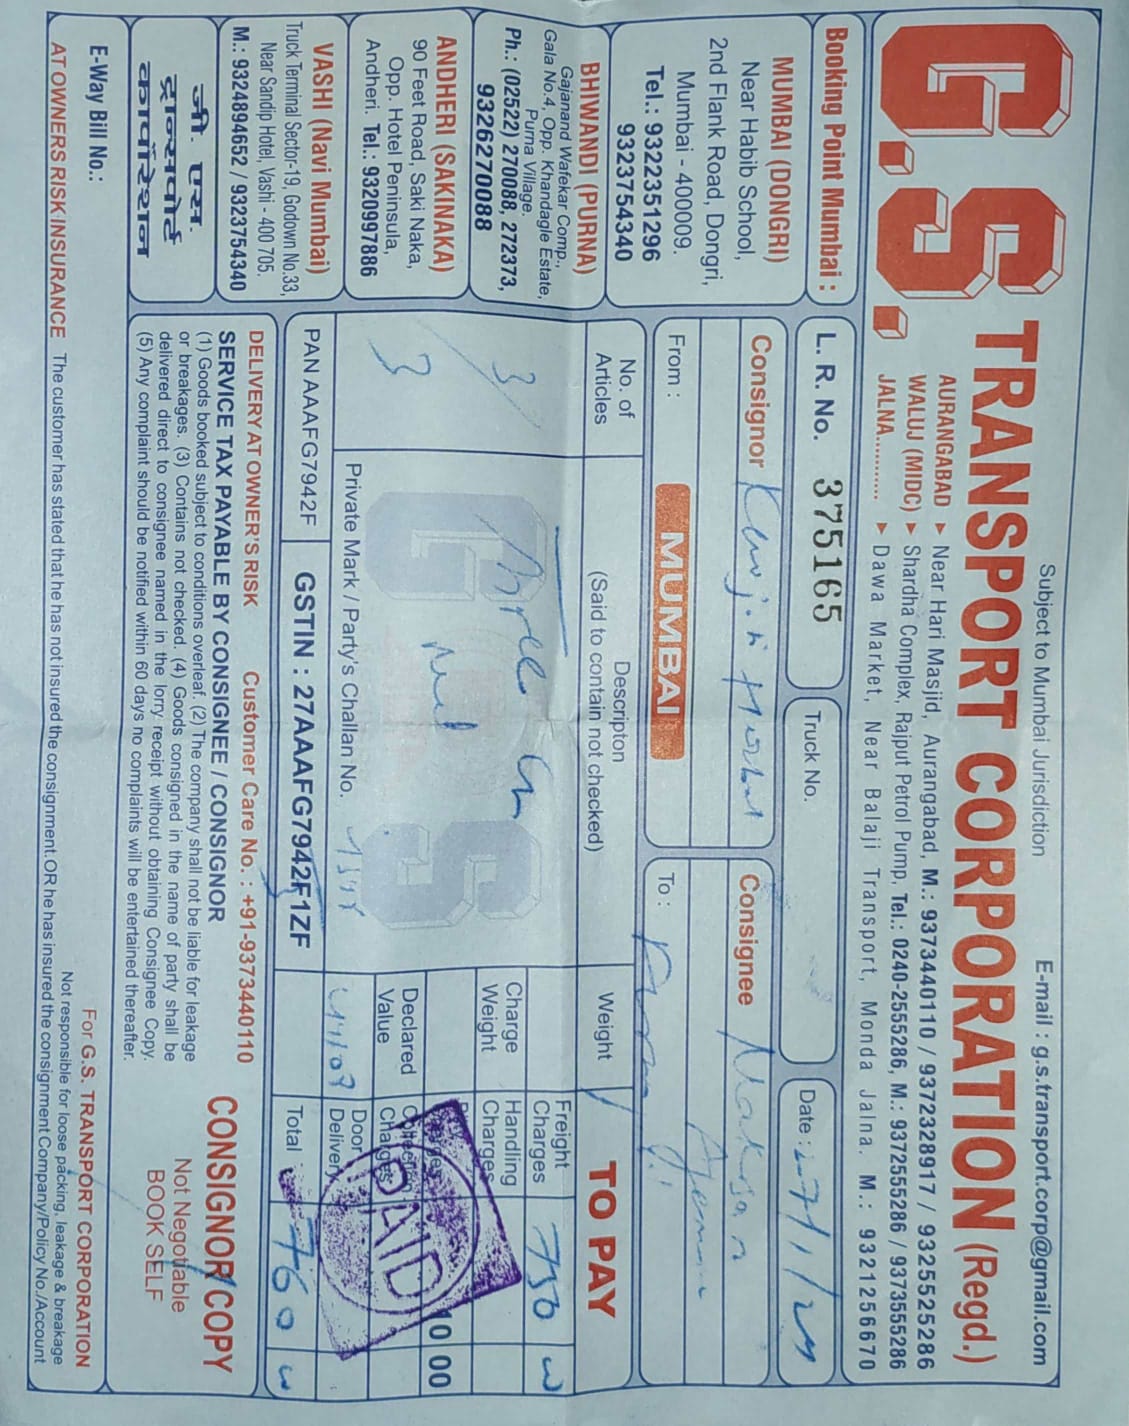 Subject to Mumbai Jurisdiction
E-mail : g.s.transport.corp@gmail.com
G.S. TRANSPORT CORPORATION (Regd.)
AURANGABAD ▸ Near Hari Masjid, Aurangabad, M.: 9373440110 / 9372328917 / 9325525286
WALUJ (MIDC) ▸ Shardha Complex, Rajput Petrol Pump, Tel.: 0240-2555286, M.: 9372555286 / 9373555286
JALNA.......... ▸ Dawa Market, Near Balaji Transport, Monda Jalna. M.: 9321256670
Booking Point Mumbai :
MUMBAI (DONGRI)
Near Habib School,
2nd Flank Road, Dongri,
Mumbai - 400009.
Tel.: 9322351296
9323754340
BHIWANDI (PURNA)
Gajanand Wafekar Comp.,
Gala No.4, Opp. Khandagle Estate,
Purna Village,
Ph.: (02522) 270088, 272373,
9326270088
ANDHERI (SAKINAKA)
90 Feet Road, Saki Naka,
Opp. Hotel Peninsula,
Andheri. Tel.: 9320997886
VASHI (Navi Mumbai)
Truck Terminal Sector-19, Godown No.33,
Near Sandip Hotel, Vashi - 400 705.
M.: 9324894652 / 9323754340
जी. एस.
ट्रान्सपोर्ट
कार्पोरेशन
L. R. No. 375165
Truck No.
Date :
Consignor
Consignee
From : MUMBAI
To :
No. of Articles
Descripton
(Said to contain not checked)
Weight
TO PAY
3
3
Private Mark / Party's Challan No.
Charge Weight
Declared Value
Freight Charges 750
Handling Charges
10 00
Door Delivery
Total 760
PAID
PAN AAAFG7942F
GSTIN : 27AAAFG7942F1ZF
DELIVERY AT OWNER'S RISK Customer Care No. : +91-9373440110
SERVICE TAX PAYABLE BY CONSIGNEE / CONSIGNOR
(1) Goods booked subject to conditions overleaf. (2) The company shall not be liable for leakage
or breakages. (3) Contains not checked. (4) Goods consigned in the name of party shall be
delivered direct to consignee named in the lorry receipt without obtaining Consignee Copy.
(5) Any complaint should be notified within 60 days no complaints will be entertained thereafter.
CONSIGNOR COPY
Not Negotiable
BOOK SELF
E-Way Bill No.:
For G.S. TRANSPORT CORPORATION
Not responsible for loose packing, leakage & breakage
AT OWNERS RISK INSURANCE The customer has stated that he has not insured the consignment.OR he has insured the consignment.Company/Policy No./Account